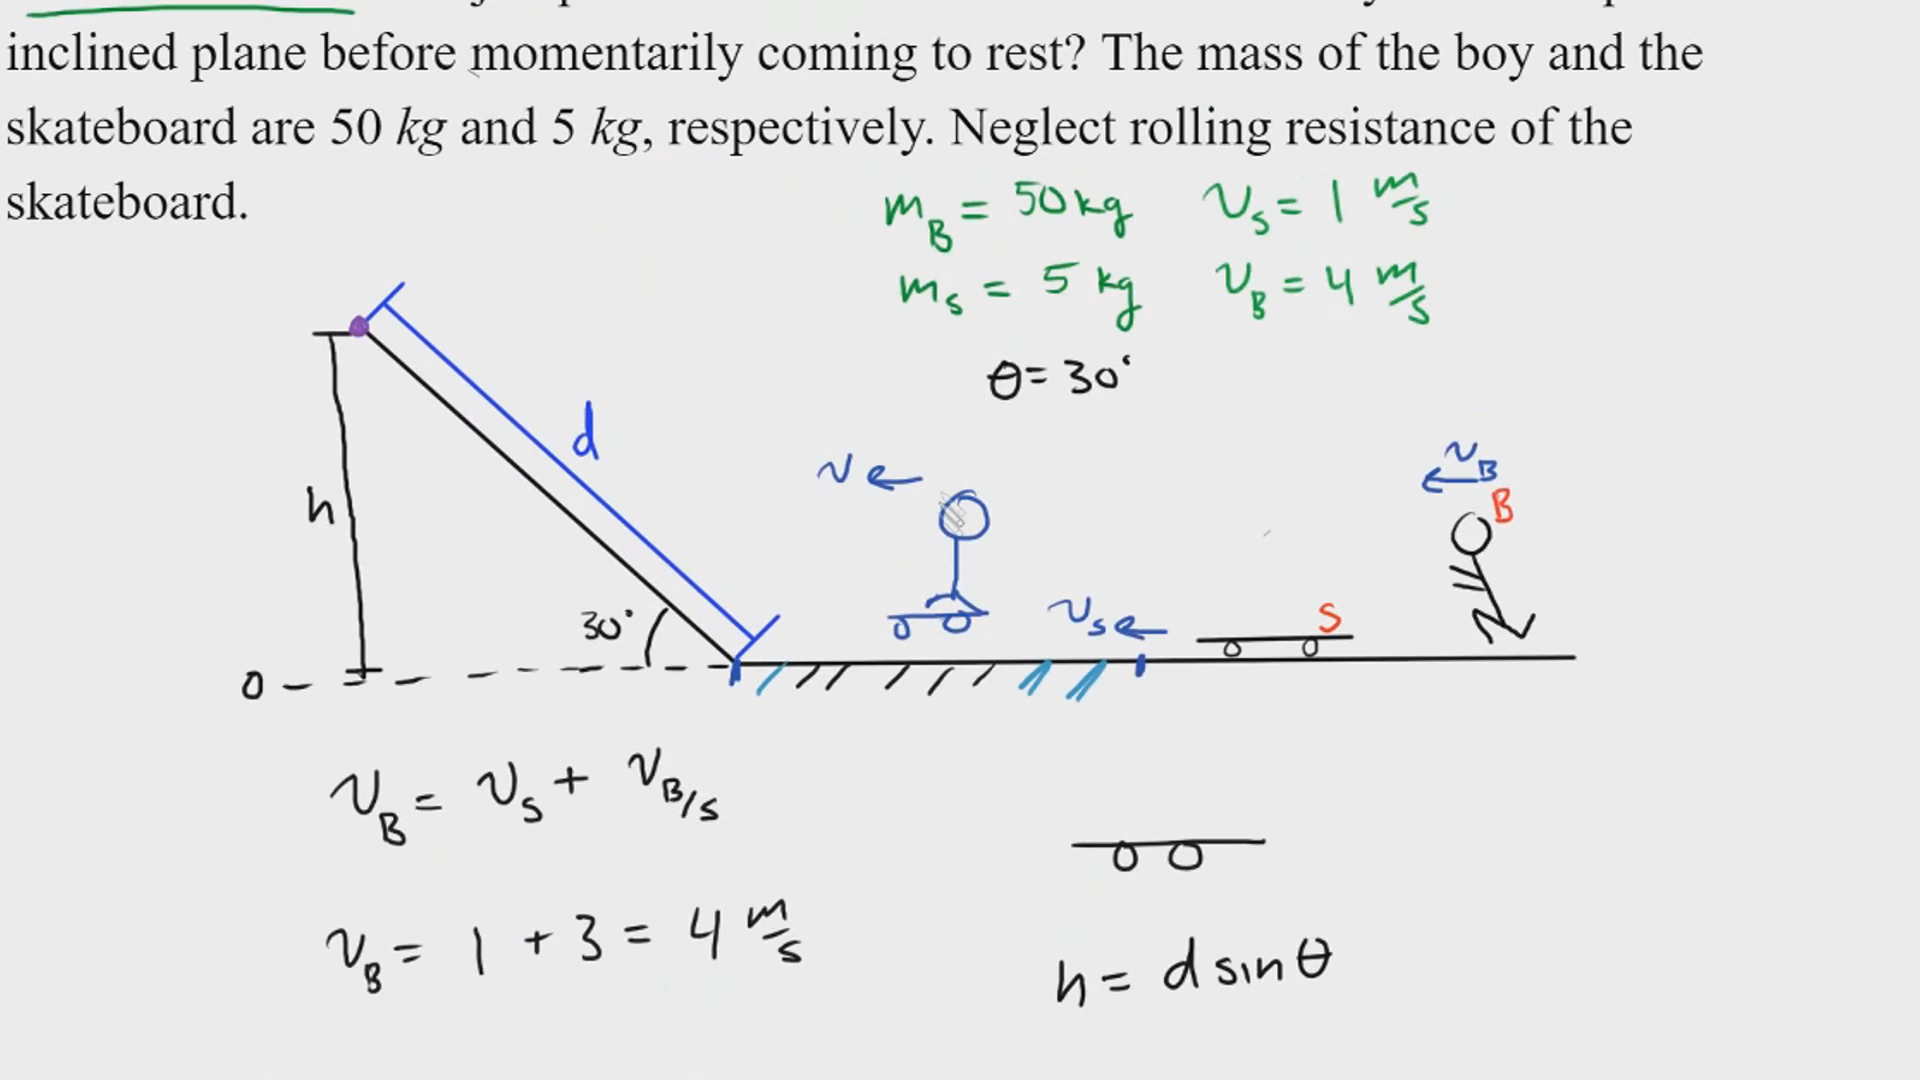 inclined plane before momentarily coming to rest? The mass of the boy and the
skateboard are 50 kg and 5 kg, respectively. Neglect rolling resistance of the
skateboard.
m_B = 50 kg v_S = 1 m/s
m_S = 5 kg v_B = 4 m/s
θ = 30°
d
v ←
v_B
B
h
30°
v_S ←
S
0
v_B = v_S + v_B/S
v_B = 1 + 3 = 4 m/s
h = d sin θ